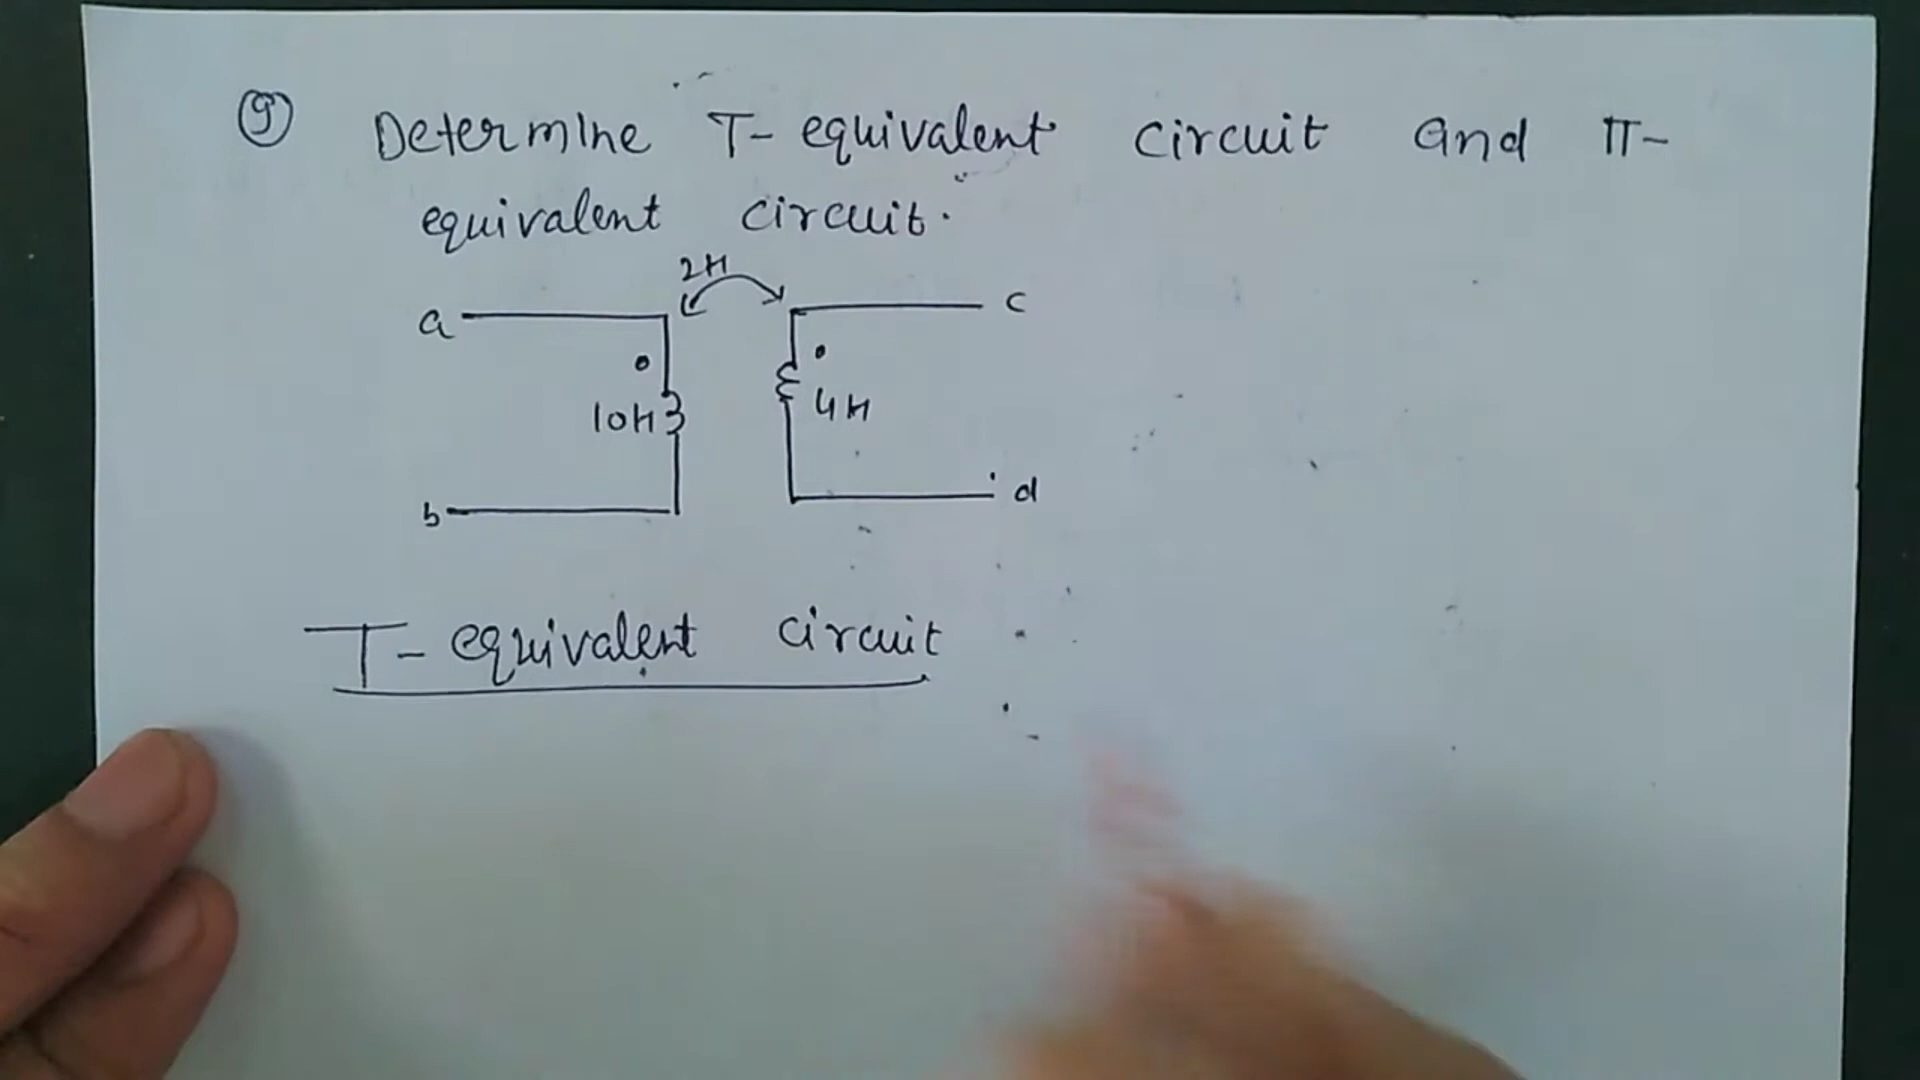 9 Determine T- equivalent circuit and π-
equivalent circuit.
2H
a c
10H 4H
b d
T- equivalent circuit